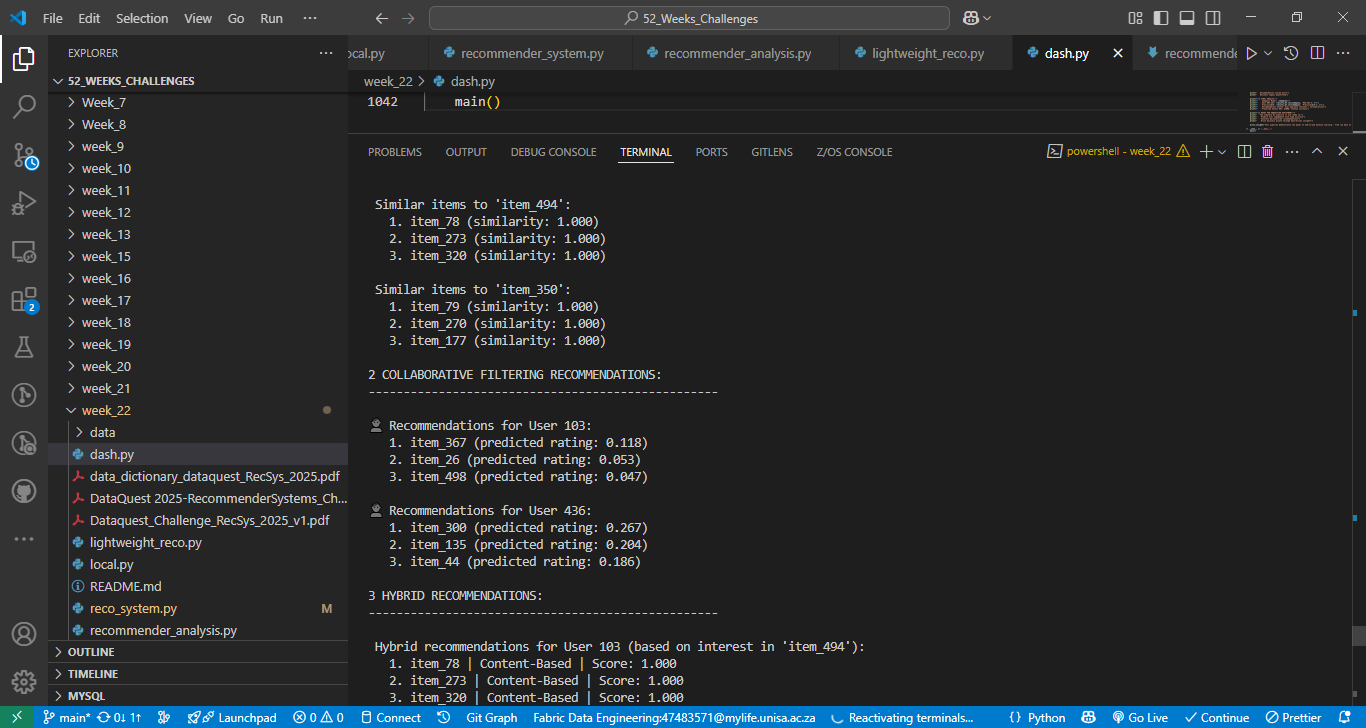 File Edit Selection View Go Run ··· 52_Weeks_Challenges
EXPLORER ···
ocal.py recommender_system.py recommender_analysis.py lightweight_reco.py dash.py recommende
52_WEEKS_CHALLENGES
week_22 > dash.py
1042 main()
Week_7
Week_8
week_9
week_10
week_11
week_12
week_13
week_15
week_16
week_17
week_18
week_19
week_20
week_21
week_22
data
dash.py
data_dictionary_dataquest_RecSys_2025.pdf
DataQuest 2025-RecommenderSystems_Ch...
Dataquest_Challenge_RecSys_2025_v1.pdf
lightweight_reco.py
local.py
README.md
reco_system.py M
recommender_analysis.py
OUTLINE
TIMELINE
MYSQL
2
PROBLEMS OUTPUT DEBUG CONSOLE TERMINAL PORTS GITLENS Z/OS CONSOLE powershell - week_22
Similar items to 'item_494':
1. item_78 (similarity: 1.000)
2. item_273 (similarity: 1.000)
3. item_320 (similarity: 1.000)
Similar items to 'item_350':
1. item_79 (similarity: 1.000)
2. item_270 (similarity: 1.000)
3. item_177 (similarity: 1.000)
2 COLLABORATIVE FILTERING RECOMMENDATIONS:
--------------------------------------------------
Recommendations for User 103:
1. item_367 (predicted rating: 0.118)
2. item_26 (predicted rating: 0.053)
3. item_498 (predicted rating: 0.047)
Recommendations for User 436:
1. item_300 (predicted rating: 0.267)
2. item_135 (predicted rating: 0.204)
3. item_44 (predicted rating: 0.186)
3 HYBRID RECOMMENDATIONS:
--------------------------------------------------
Hybrid recommendations for User 103 (based on interest in 'item_494'):
1. item_78 | Content-Based | Score: 1.000
2. item_273 | Content-Based | Score: 1.000
3. item_320 | Content-Based | Score: 1.000
main* 0↓ 1↑ Launchpad 0 0 Connect Git Graph Fabric Data Engineering:47483571@mylife.unisa.ac.za Reactivating terminals... {} Python Go Live Continue Prettier